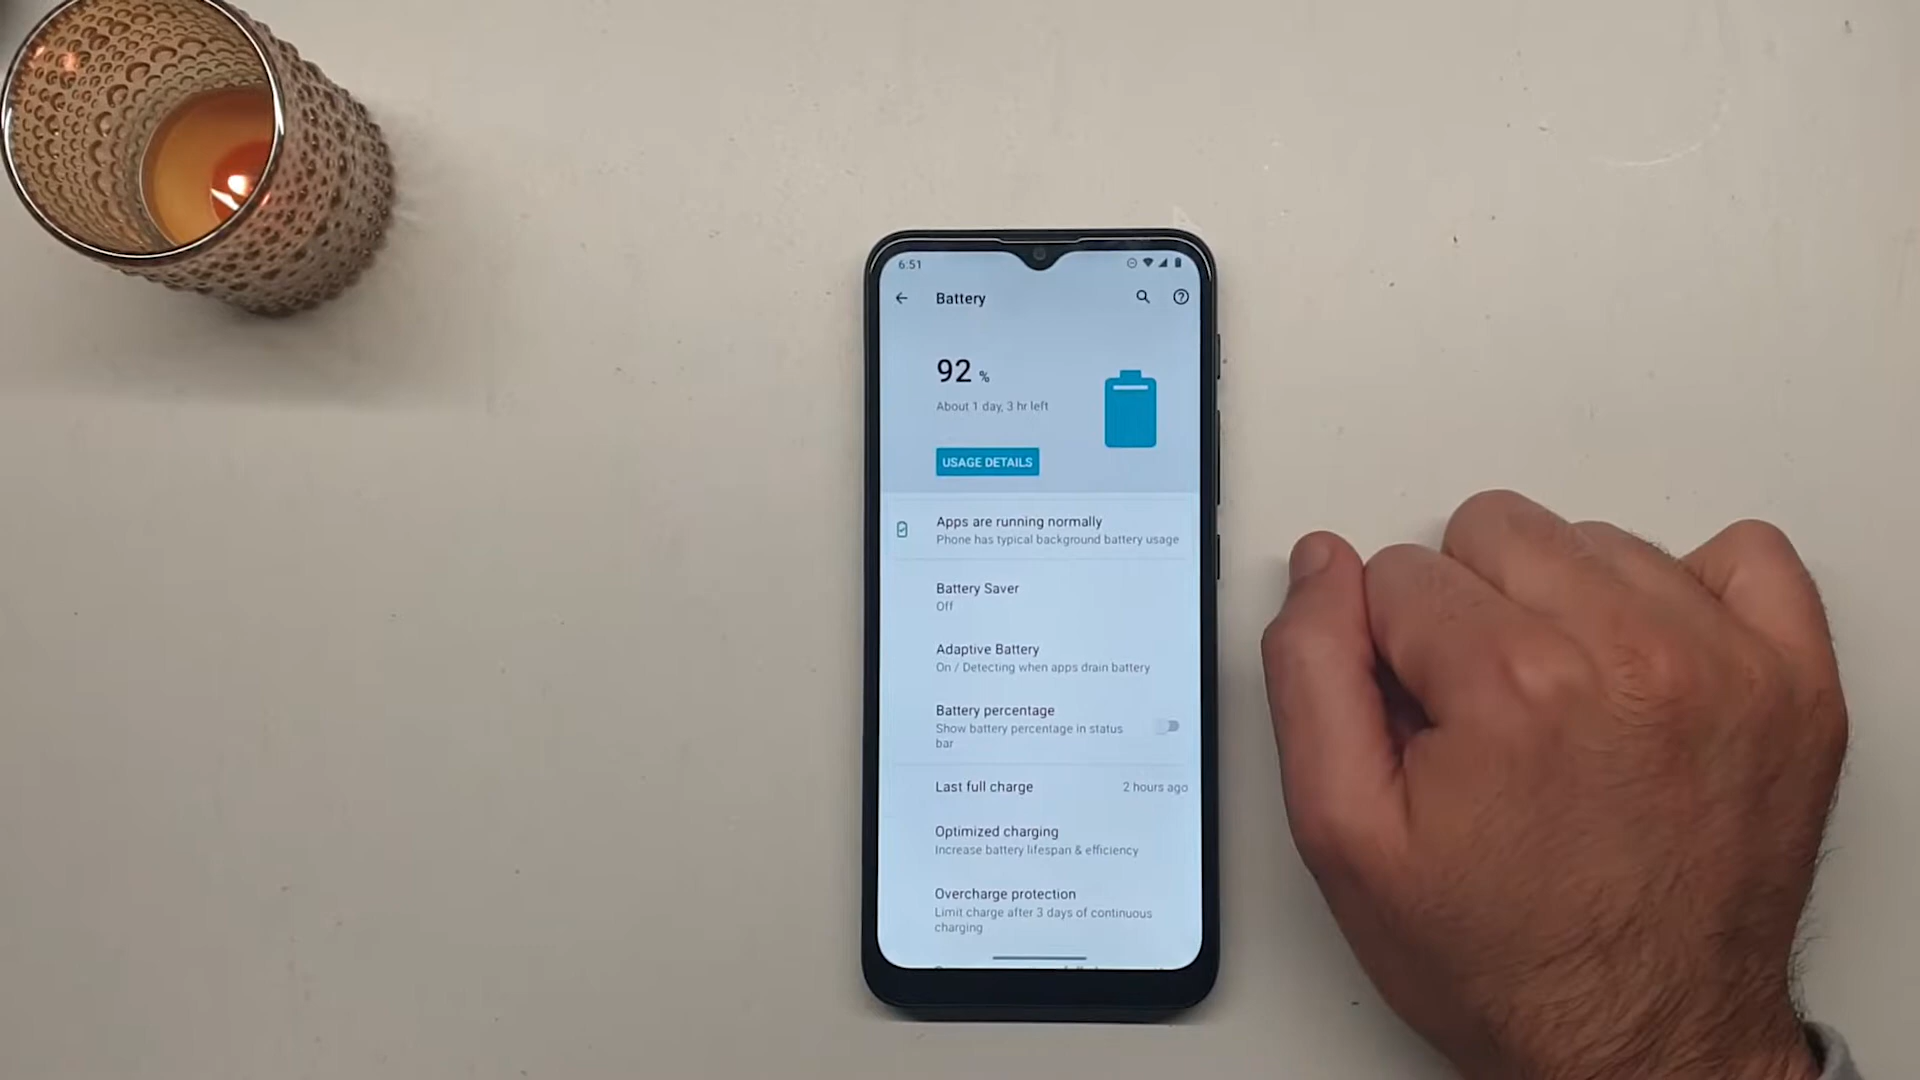 6:51
Battery
92 %
About 1 day, 3 hr left
USAGE DETAILS
Apps are running normally
Phone has typical background battery usage
Battery Saver
Off
Adaptive Battery
On / Detecting when apps drain battery
Battery percentage
Show battery percentage in status
bar
Last full charge 2 hours ago
Optimized charging
Increase battery lifespan & efficiency
Overcharge protection
Limit charge after 3 days of continuous
charging